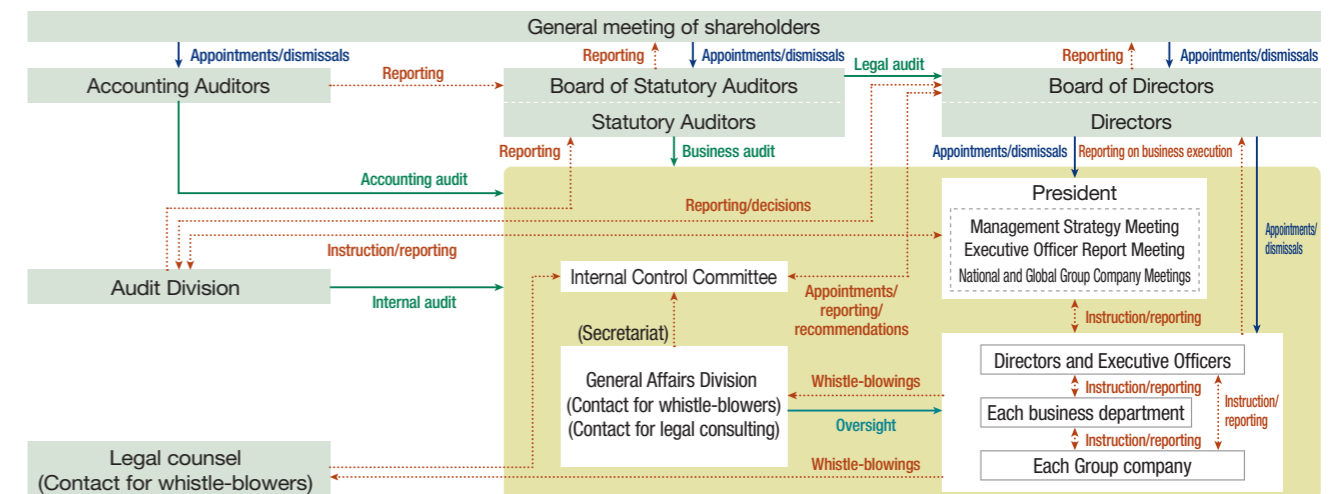 General meeting of shareholders
Appointments/dismissals
Reporting
Appointments/dismissals
Reporting
Appointments/dismissals
Accounting Auditors
Reporting
Board of Statutory Auditors
Legal audit
Board of Directors
Statutory Auditors
Directors
Reporting
Business audit
Appointments/dismissals
Reporting on business execution
Accounting audit
President
Reporting/decisions
Management Strategy Meeting
Executive Officer Report Meeting
National and Global Group Company Meetings
Appointments/
dismissals
Instruction/reporting
Audit Division
Internal audit
Internal Control Committee
Appointments/
reporting/
recommendations
(Secretariat)
Instruction/reporting
General Affairs Division
(Contact for whistle-blowers)
(Contact for legal consulting)
Whistle-blowings
Oversight
Directors and Executive Officers
Instruction/reporting
Each business department
Instruction/
reporting
Instruction/reporting
Each Group company
Legal counsel
(Contact for whistle-blowers)
Whistle-blowings